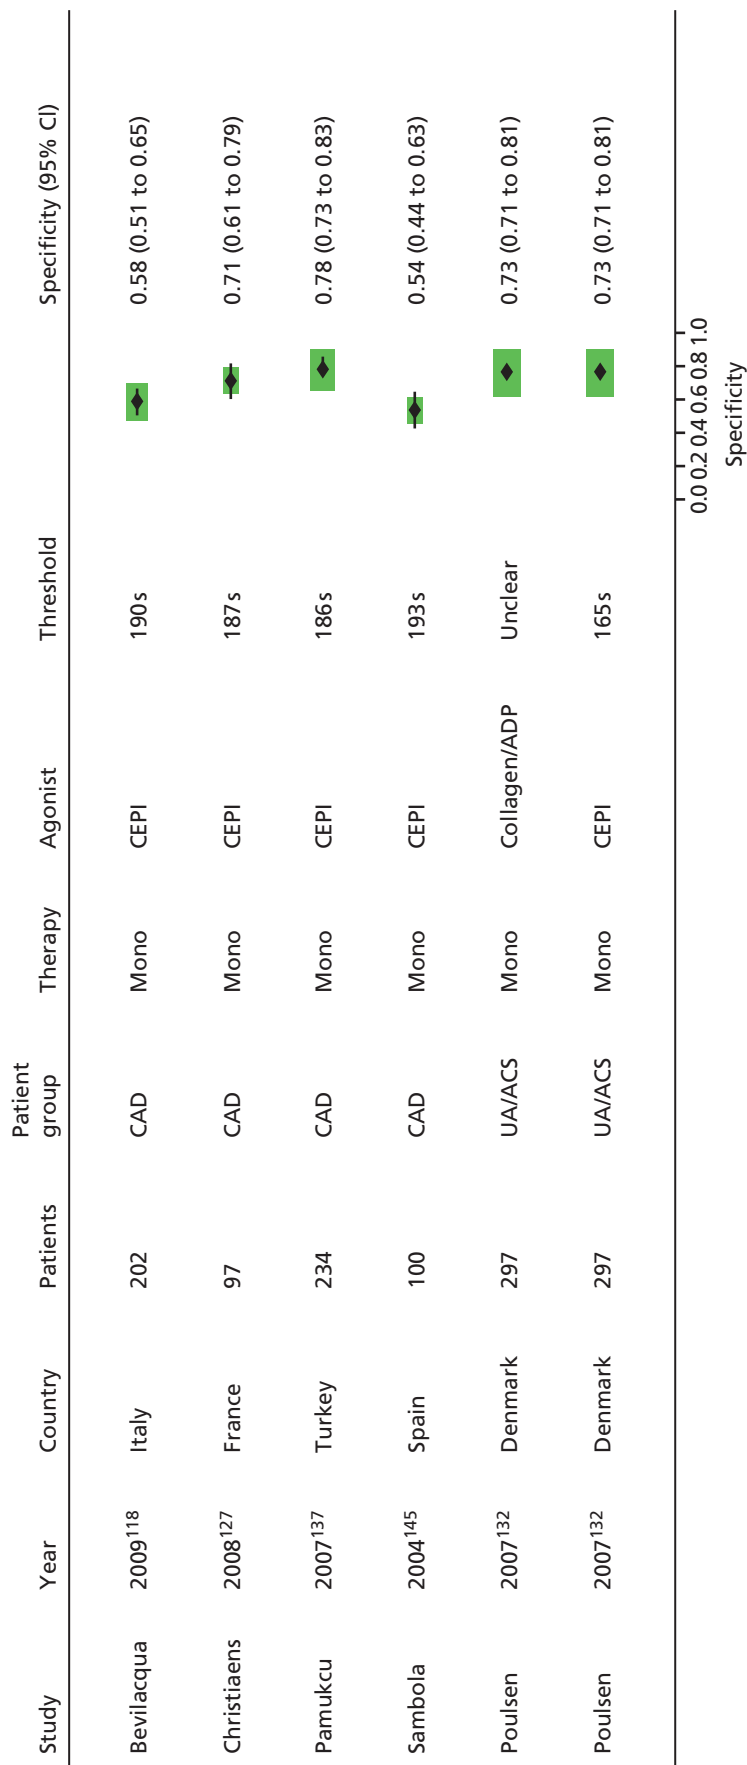 Study Year Country Patients Patient group Therapy Agonist Threshold Specificity (95% CI)
Bevilacqua 2009118 Italy 202 CAD Mono CEPI 190s 0.58 (0.51 to 0.65)
Christiaens 2008127 France 97 CAD Mono CEPI 187s 0.71 (0.61 to 0.79)
Pamukcu 2007137 Turkey 234 CAD Mono CEPI 186s 0.78 (0.73 to 0.83)
Sambola 2004145 Spain 100 CAD Mono CEPI 193s 0.54 (0.44 to 0.63)
Poulsen 2007132 Denmark 297 UA/ACS Mono Collagen/ADP Unclear 0.73 (0.71 to 0.81)
Poulsen 2007132 Denmark 297 UA/ACS Mono CEPI 165s 0.73 (0.71 to 0.81)
0.0 0.2 0.4 0.6 0.8 1.0
Specificity